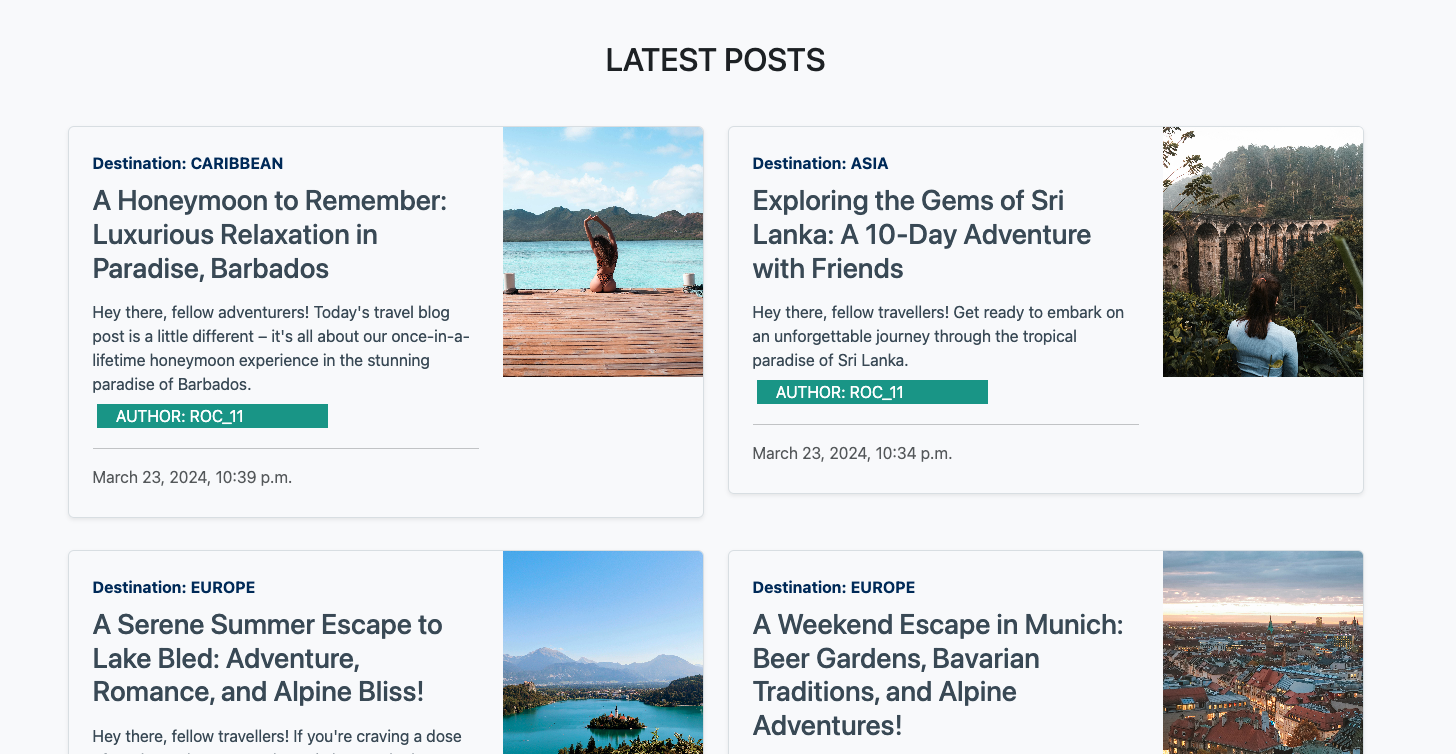 LATEST POSTS
Destination: CARIBBEAN
A Honeymoon to Remember:
Luxurious Relaxation in
Paradise, Barbados
Hey there, fellow adventurers! Today's travel blog
post is a little different – it's all about our once-in-a-
lifetime honeymoon experience in the stunning
paradise of Barbados.
AUTHOR: ROC_11
March 23, 2024, 10:39 p.m.
Destination: ASIA
Exploring the Gems of Sri
Lanka: A 10-Day Adventure
with Friends
Hey there, fellow travellers! Get ready to embark on
an unforgettable journey through the tropical
paradise of Sri Lanka.
AUTHOR: ROC_11
March 23, 2024, 10:34 p.m.
Destination: EUROPE
A Serene Summer Escape to
Lake Bled: Adventure,
Romance, and Alpine Bliss!
Hey there, fellow travellers! If you're craving a dose
Destination: EUROPE
A Weekend Escape in Munich:
Beer Gardens, Bavarian
Traditions, and Alpine
Adventures!